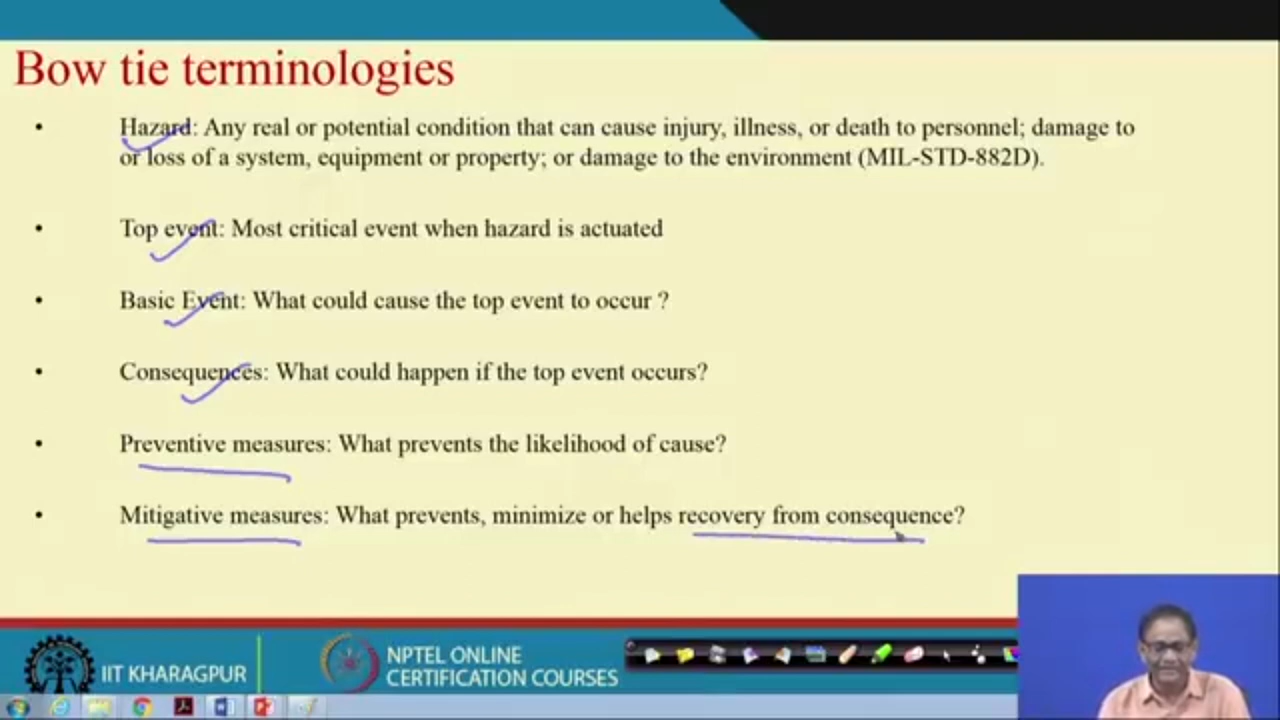 Bow tie terminologies
• Hazard: Any real or potential condition that can cause injury, illness, or death to personnel; damage to
or loss of a system, equipment or property; or damage to the environment (MIL-STD-882D).
• Top event: Most critical event when hazard is actuated
• Basic Event: What could cause the top event to occur ?
• Consequences: What could happen if the top event occurs?
• Preventive measures: What prevents the likelihood of cause?
• Mitigative measures: What prevents, minimize or helps recovery from consequence?
IIT KHARAGPUR
NPTEL ONLINE
CERTIFICATION COURSES